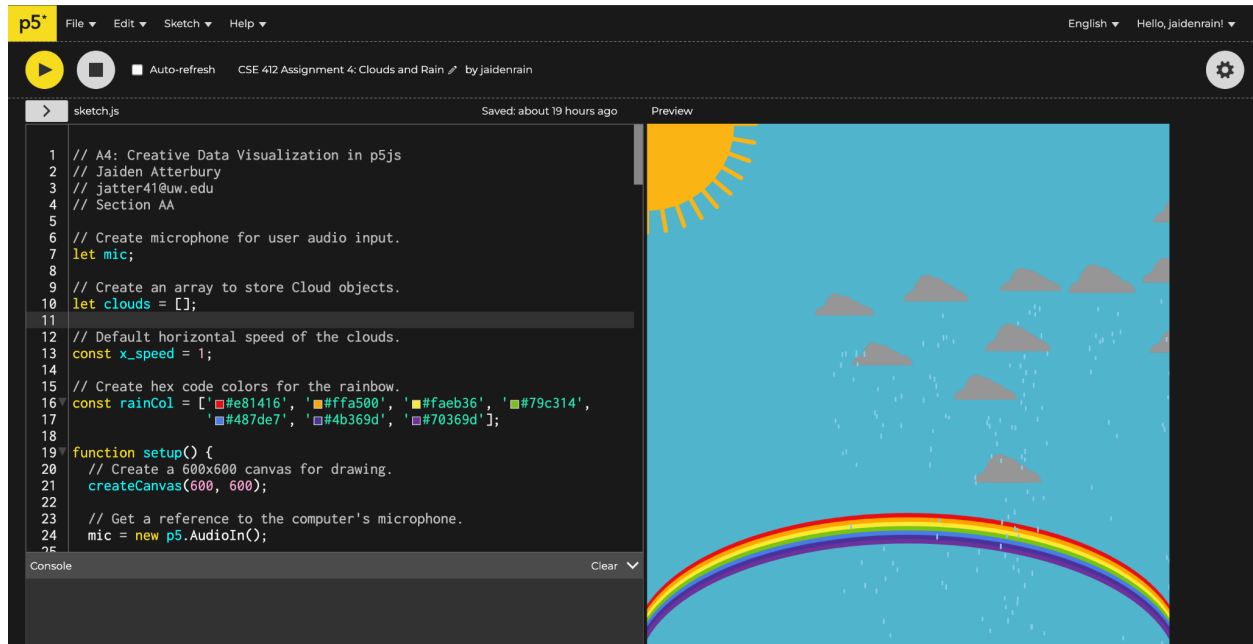 p5* File Edit Sketch Help English Hello, jaidenrain!
Auto-refresh CSE 412 Assignment 4: Clouds and Rain by jaidenrain
> sketch.js Saved: about 19 hours ago Preview
1 // A4: Creative Data Visualization in p5js
2 // Jaiden Atterbury
3 // jatter41@uw.edu
4 // Section AA
5
6 // Create microphone for user audio input.
7 let mic;
8
9 // Create an array to store Cloud objects.
10 let clouds = [];
11
12 // Default horizontal speed of the clouds.
13 const x_speed = 1;
14
15 // Create hex code colors for the rainbow.
16 const rainCol = ['#e81416', '#ffa500', '#faeb36', '#79c314',
17 '#487de7', '#4b369d', '#70369d'];
18
19 function setup() {
20 // Create a 600x600 canvas for drawing.
21 createCanvas(600, 600);
22
23 // Get a reference to the computer's microphone.
24 mic = new p5.AudioIn();
25
Console Clear